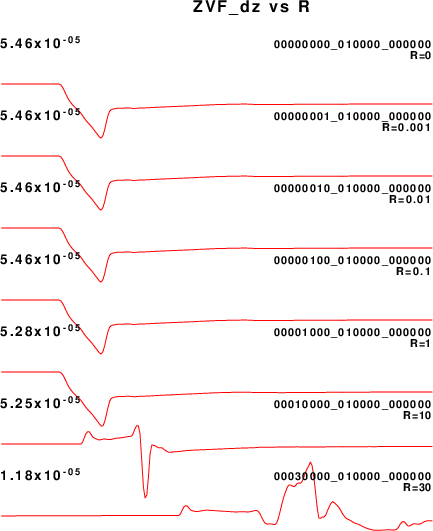 ZVF_dz vs R
5.46x10-05 00000000_010000_000000
R=0
5.46x10-05 00000001_010000_000000
R=0.001
5.46x10-05 00000010_010000_000000
R=0.01
5.46x10-05 00000100_010000_000000
R=0.1
5.28x10-05 00001000_010000_000000
R=1
5.25x10-05 00010000_010000_000000
R=10
1.18x10-05 00030000_010000_000000
R=30